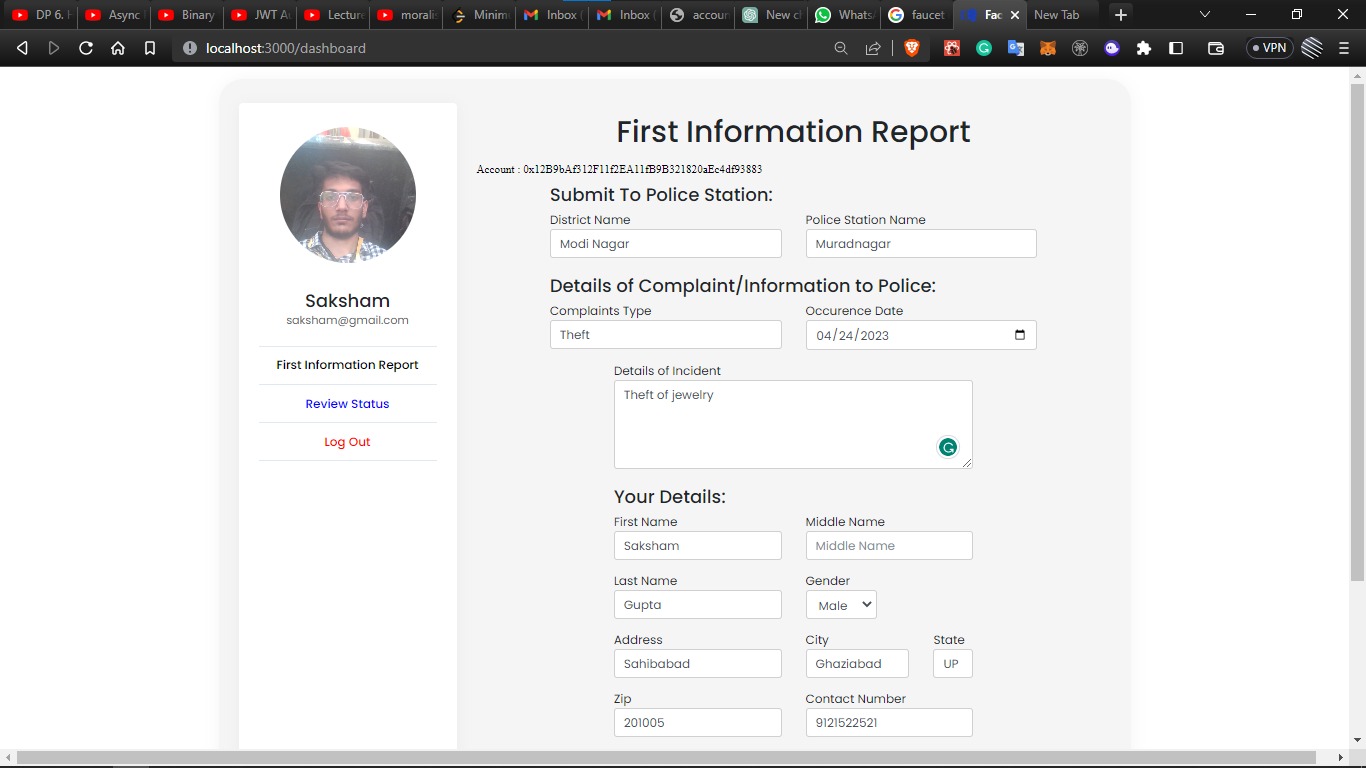 DP 6. Async Binary JWT Au Lecture morali Minim Inbox ( Inbox ( accoun New ch Whats faucet Fac New Tab
localhost:3000/dashboard VPN
First Information Report
Account : 0x12B9bAf312F11f2EA11fB9B321820aEc4df93883
Submit To Police Station:
District Name Police Station Name
Modi Nagar Muradnagar
Saksham
saksham@gmail.com
First Information Report
Review Status
Log Out
Details of Complaint/Information to Police:
Complaints Type Occurence Date
Theft 04/24/2023
Details of Incident
Theft of jewelry
Your Details:
First Name Middle Name
Saksham Middle Name
Last Name Gender
Gupta Male
Address City State
Sahibabad Ghaziabad UP
Zip Contact Number
201005 9121522521